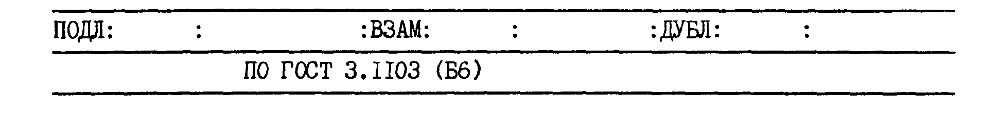 ПОДЛ: : :ВЗАМ: : :ДУБЛ: :
ПО ГОСТ 3.1103 (Б6)